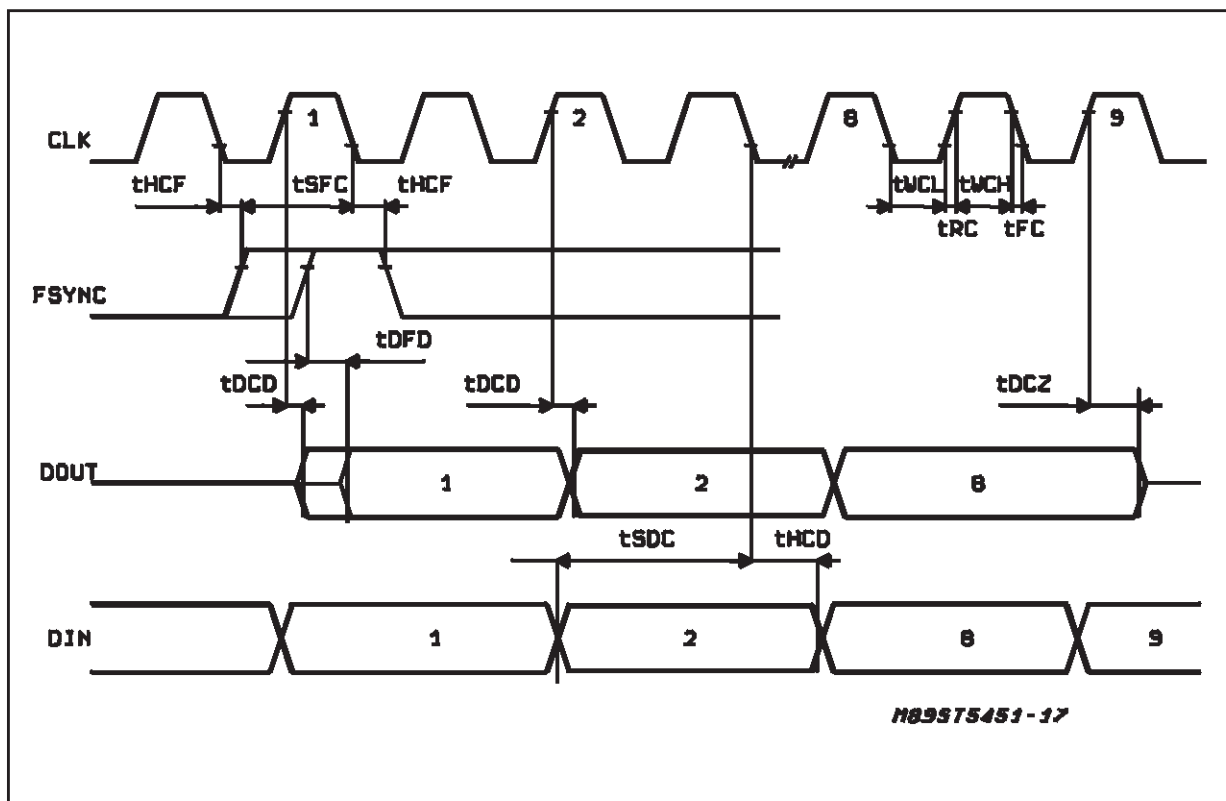 1 2 8 9
CLK
tHCF tSFC tHCF tWCL tWCH
tRC tFC
FSYNC
tDFD
tDCD tDCD tDCZ
DOUT 1 2 8
tSDC tHCD
DIN 1 2 8 9
M89ST5451-17